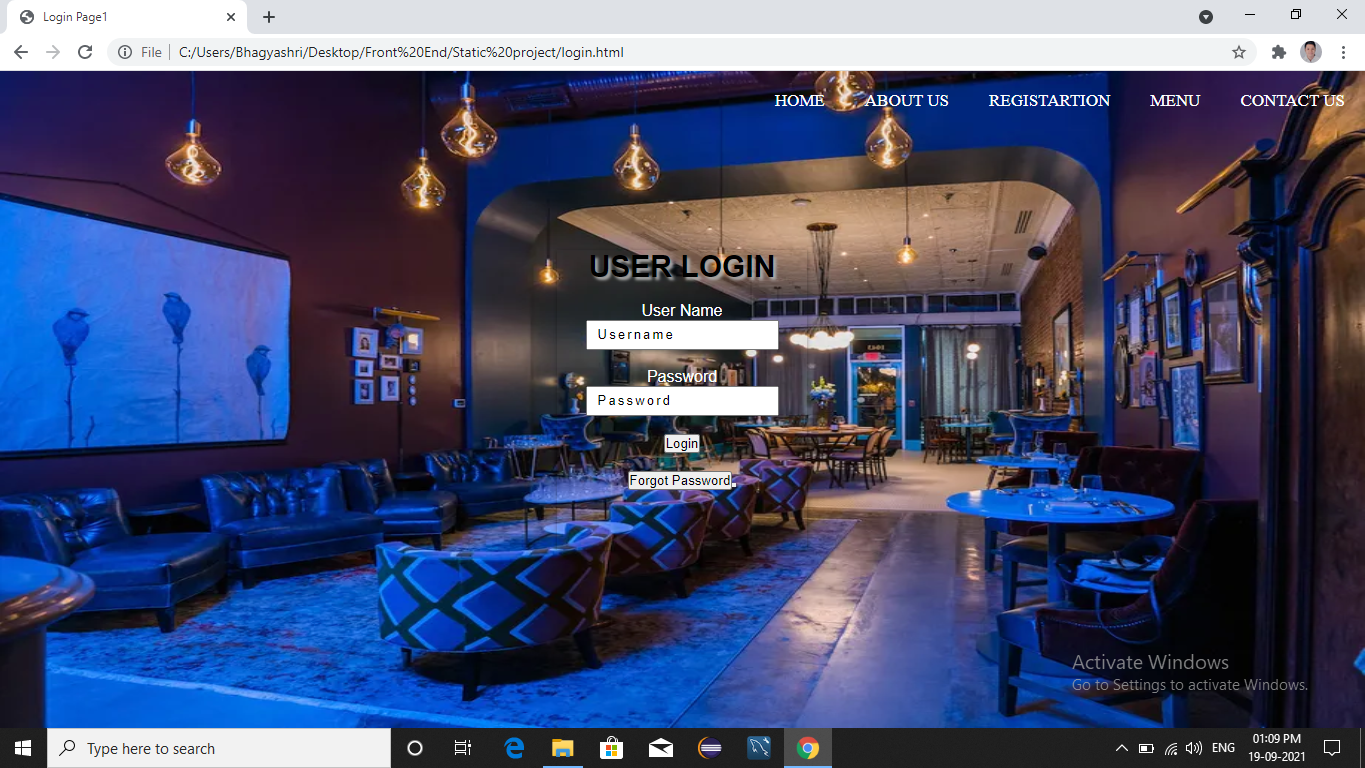 Login Page1
File C:/Users/Bhagyashri/Desktop/Front%20End/Static%20project/login.html
HOME ABOUT US REGISTARTION MENU CONTACT US
USER LOGIN
User Name
Username
Password
Password
Login
Forgot Password
Activate Windows
Go to Settings to activate Windows.
Type here to search
ENG
01:09 PM
19-09-2021